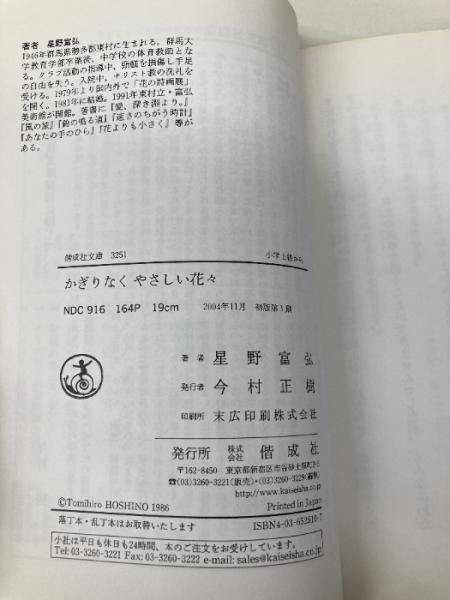 著者　星野富弘
1946年群馬県勢多郡東村に生まれる。群馬大
学教育学部卒業後、中学校の体育教師とな
る。クラブ活動の指導中、頸髄を損傷し手足
の自由を失う。入院中、キリスト教の洗礼を
受ける。1979年より国内外で「花の詩画展」
を開く。1981年に結婚。1991年東村立・富弘
美術館が開館。著書に『愛、深き淵より。』
『風の旅』『鈴の鳴る道』『速さのちがう時計』
『あなたの手のひら』『花よりも小さく』等が
ある。
偕成社文庫 3251
小学上級から
かぎりなく やさしい花々
NDC 916 164P 19cm
2004年11月 初版第1刷
著者 星野富弘
発行者 今村正樹
印刷所 末広印刷株式会社
発行所 株式会社 偕成社
〒162-8450 東京都新宿区市谷砂土原町3-5
☎(03)3260-3221(販売)・(03)3260-3229(編集)
http://www.kaiseisha.co.jp/
©Tomihiro HOSHINO 1986
Printed in Japan
落丁本・乱丁本はお取替いたします
ISBN4-03-652510-7
小社は平日も休日も24時間、本のご注文をお受けしています。
Tel: 03-3260-3221 Fax: 03-3260-3222 e-mail: sales@kaiseisha.co.jp